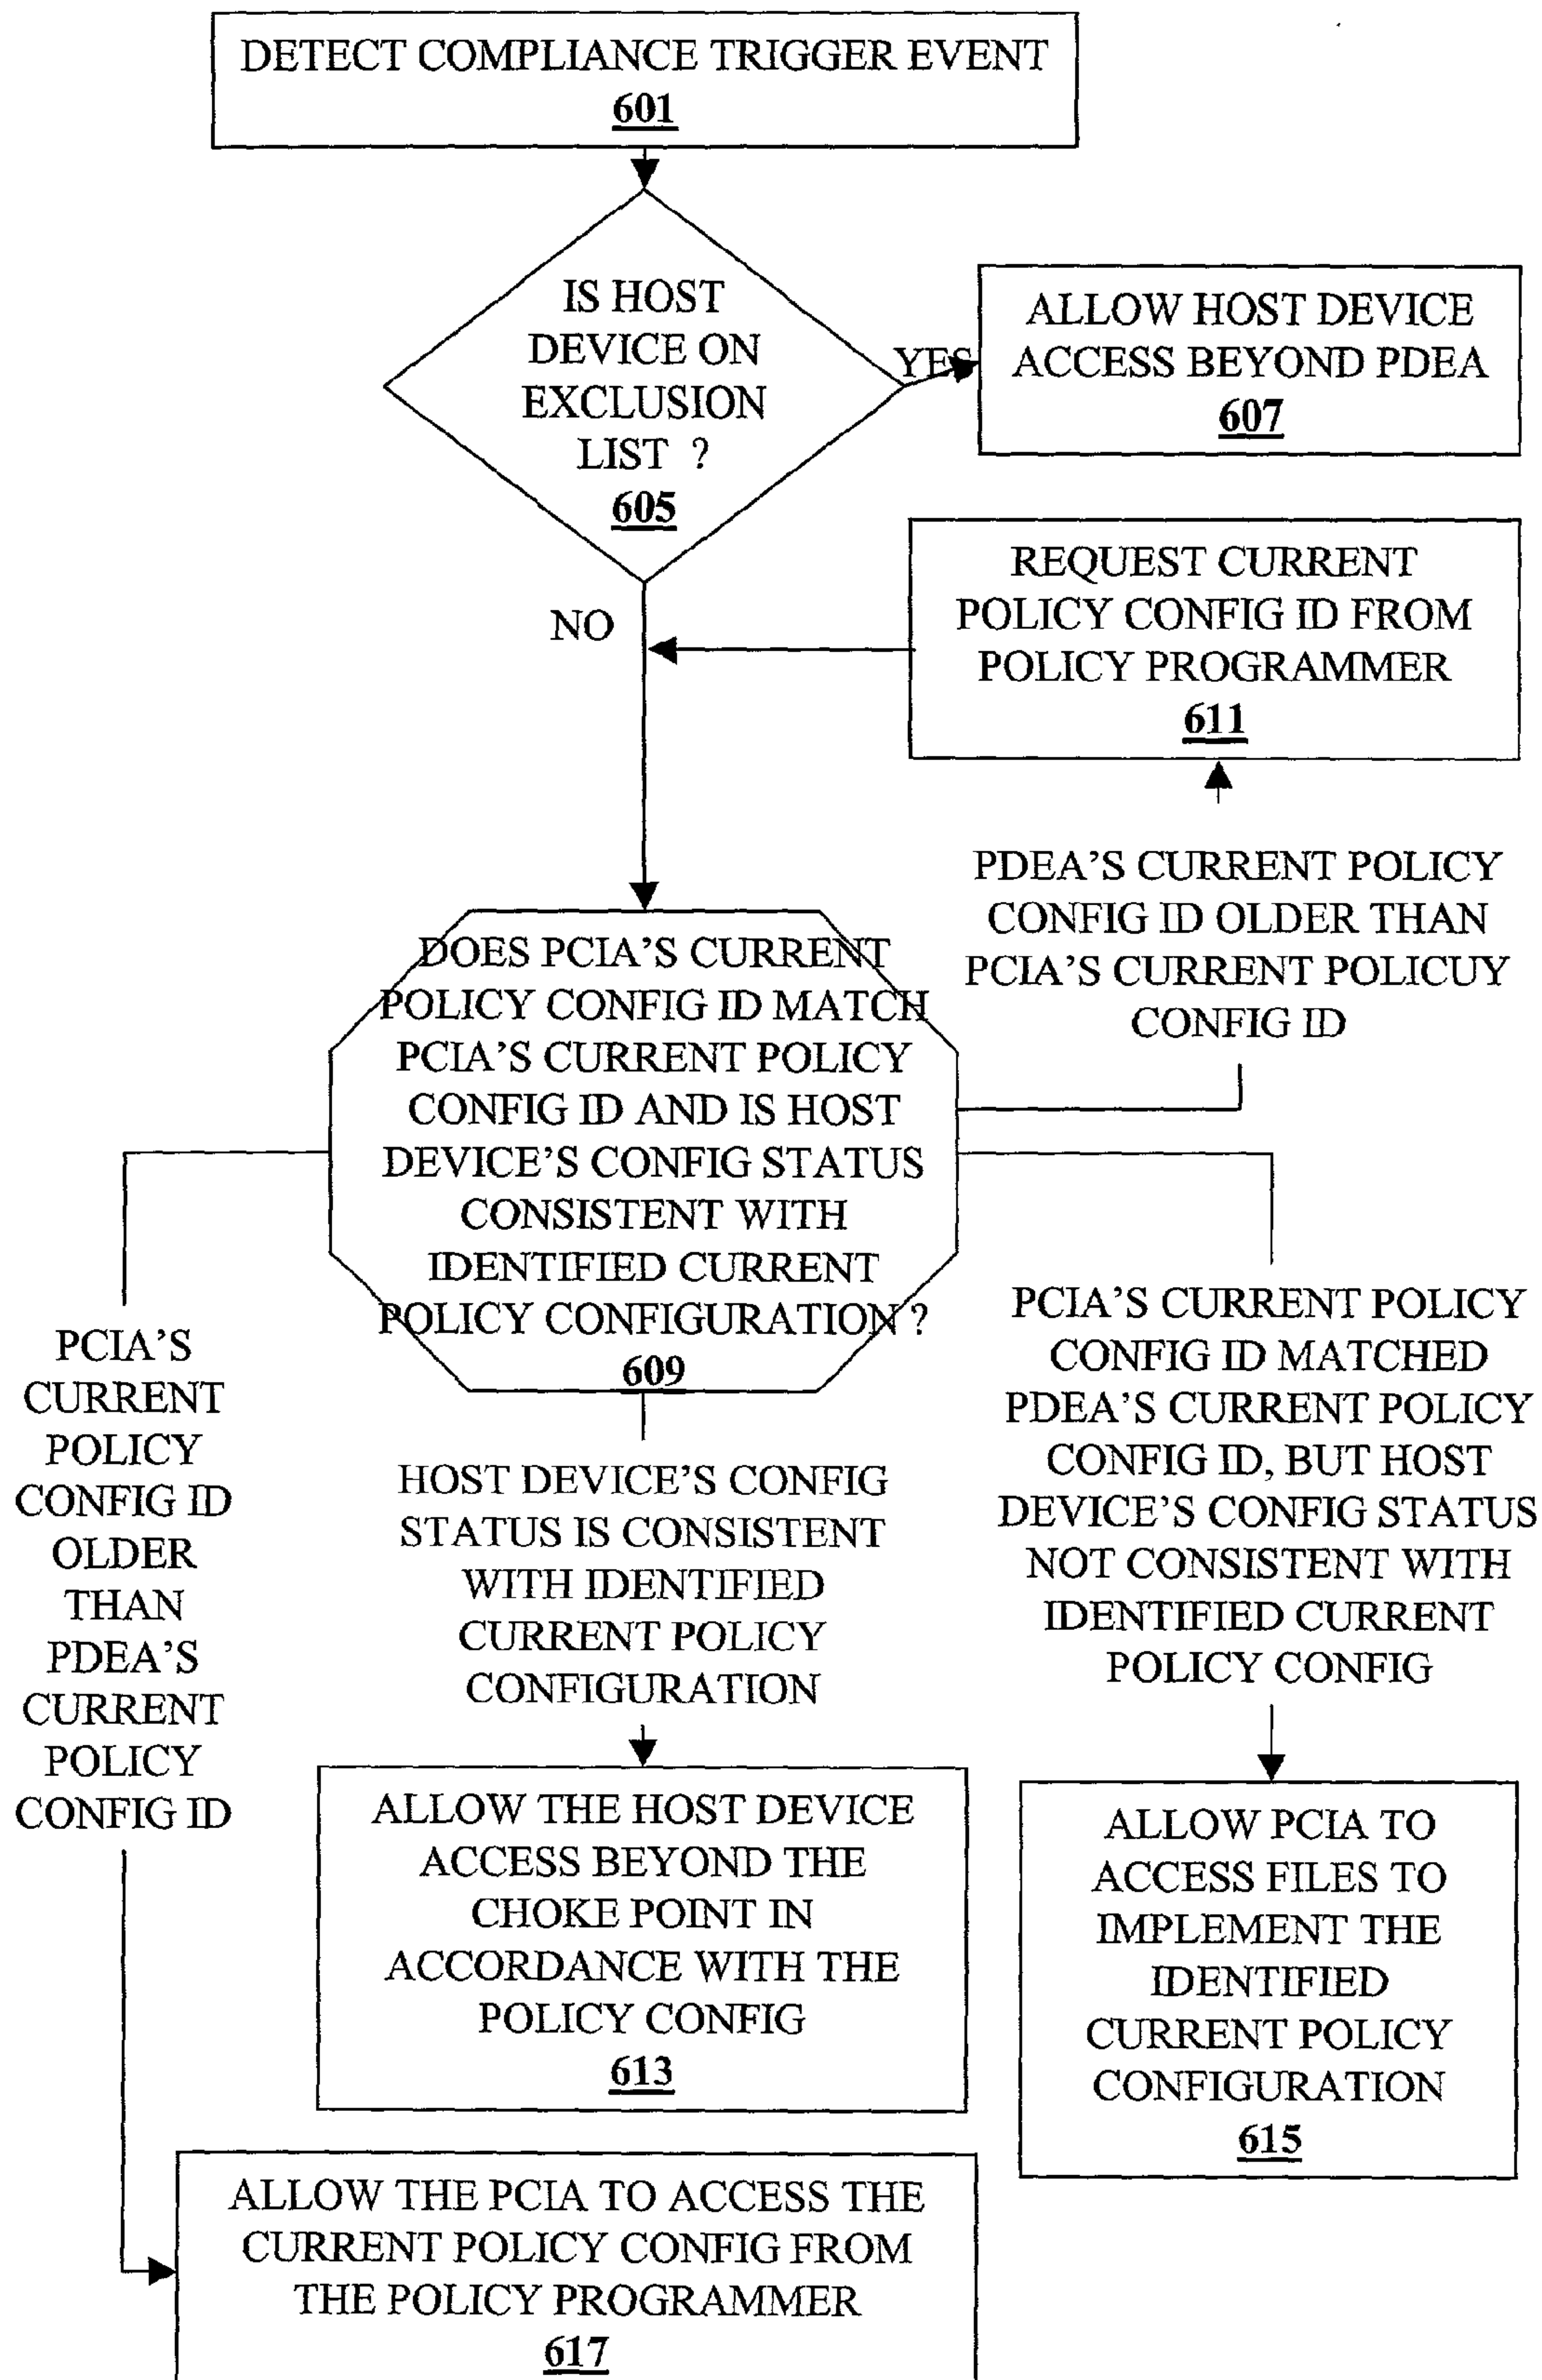 DETECT COMPLIANCE TRIGGER EVENT
601
IS HOST
DEVICE ON
EXCLUSION
LIST ?
605
YES
ALLOW HOST DEVICE
ACCESS BEYOND PDEA
607
NO
REQUEST CURRENT
POLICY CONFIG ID FROM
POLICY PROGRAMMER
611
PDEA'S CURRENT POLICY
CONFIG ID OLDER THAN
PCIA'S CURRENT POLICUY
CONFIG ID
DOES PCIA'S CURRENT
POLICY CONFIG ID MATCH
PCIA'S CURRENT POLICY
CONFIG ID AND IS HOST
DEVICE'S CONFIG STATUS
CONSISTENT WITH
IDENTIFIED CURRENT
POLICY CONFIGURATION ?
609
PCIA'S
CURRENT
POLICY
CONFIG ID
OLDER
THAN
PDEA'S
CURRENT
POLICY
CONFIG ID
HOST DEVICE'S CONFIG
STATUS IS CONSISTENT
WITH IDENTIFIED
CURRENT POLICY
CONFIGURATION
PCIA'S CURRENT POLICY
CONFIG ID MATCHED
PDEA'S CURRENT POLICY
CONFIG ID, BUT HOST
DEVICE'S CONFIG STATUS
NOT CONSISTENT WITH
IDENTIFIED CURRENT
POLICY CONFIG
ALLOW THE HOST DEVICE
ACCESS BEYOND THE
CHOKE POINT IN
ACCORDANCE WITH THE
POLICY CONFIG
613
ALLOW PCIA TO
ACCESS FILES TO
IMPLEMENT THE
IDENTIFIED
CURRENT POLICY
CONFIGURATION
615
ALLOW THE PCIA TO ACCESS THE
CURRENT POLICY CONFIG FROM
THE POLICY PROGRAMMER
617